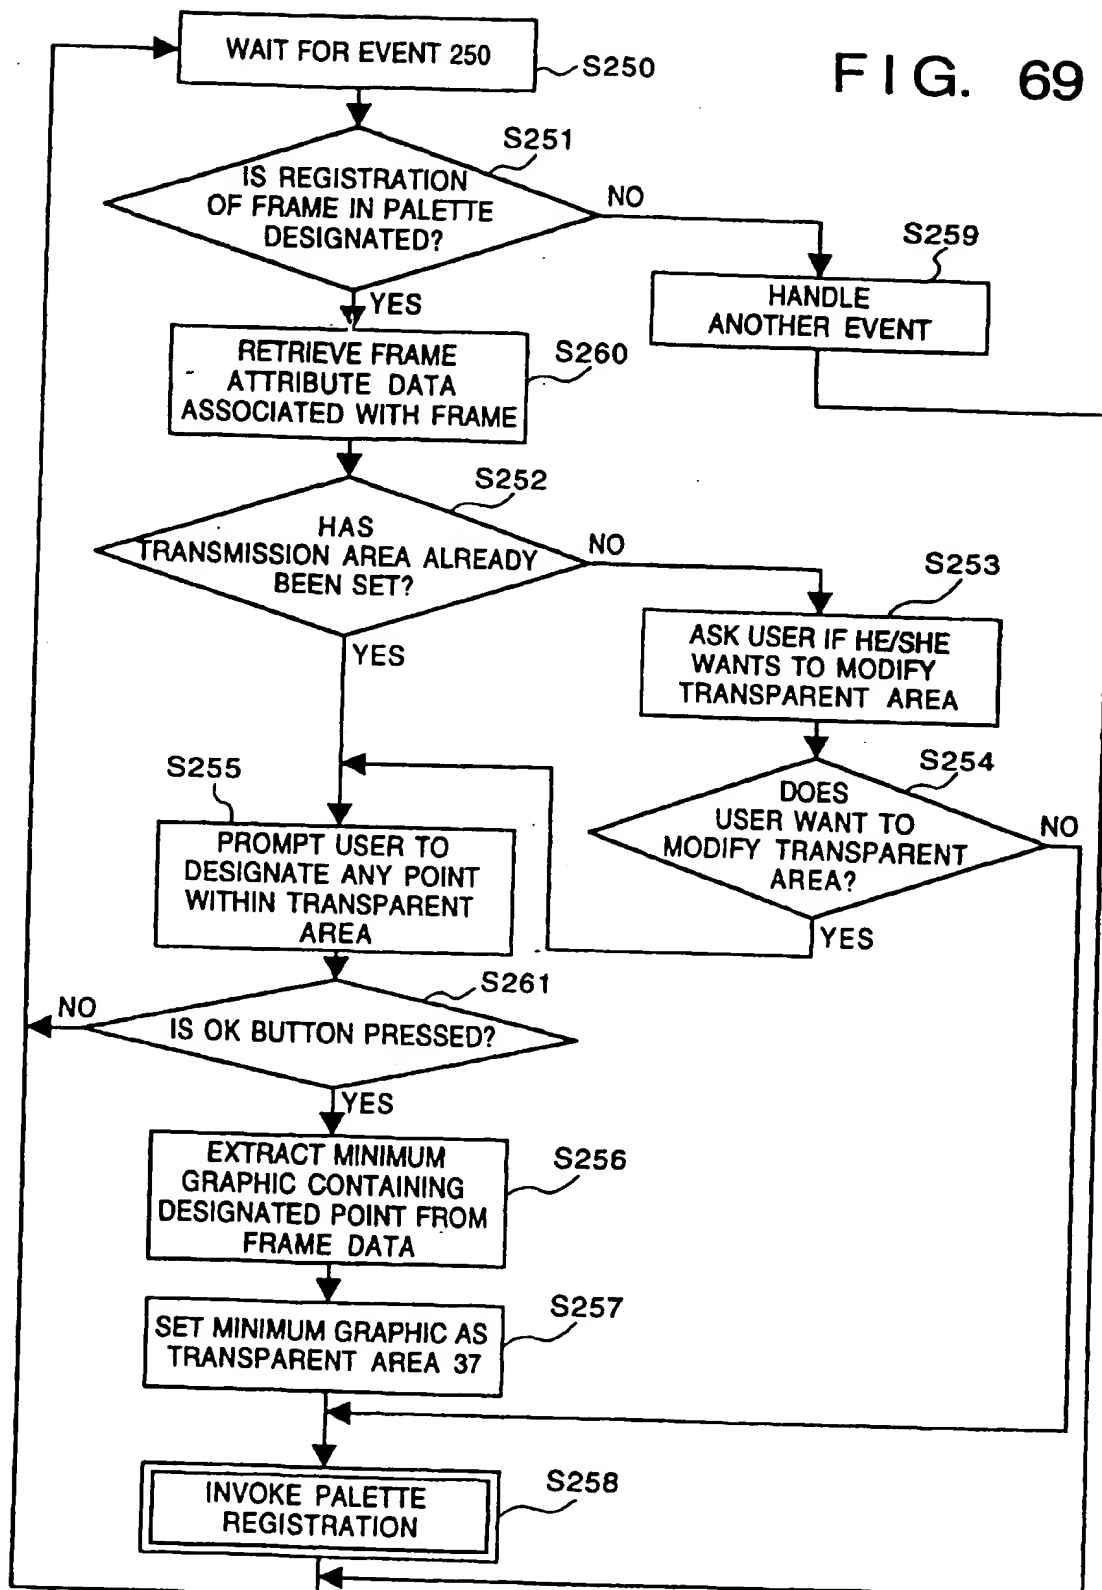 FIG. 69
WAIT FOR EVENT 250
S250
S251
IS REGISTRATION
OF FRAME IN PALETTE
DESIGNATED?
NO
YES
S259
HANDLE
ANOTHER EVENT
RETRIEVE FRAME
ATTRIBUTE DATA
ASSOCIATED WITH FRAME
S260
S252
HAS
TRANSMISSION AREA ALREADY
BEEN SET?
NO
YES
S253
ASK USER IF HE/SHE
WANTS TO MODIFY
TRANSPARENT AREA
S254
DOES
USER WANT TO
MODIFY TRANSPARENT
AREA?
NO
YES
S255
PROMPT USER TO
DESIGNATE ANY POINT
WITHIN TRANSPARENT
AREA
S261
NO
IS OK BUTTON PRESSED?
YES
EXTRACT MINIMUM
GRAPHIC CONTAINING
DESIGNATED POINT FROM
FRAME DATA
S256
SET MINIMUM GRAPHIC AS
TRANSPARENT AREA 37
S257
INVOKE PALETTE
REGISTRATION
S258